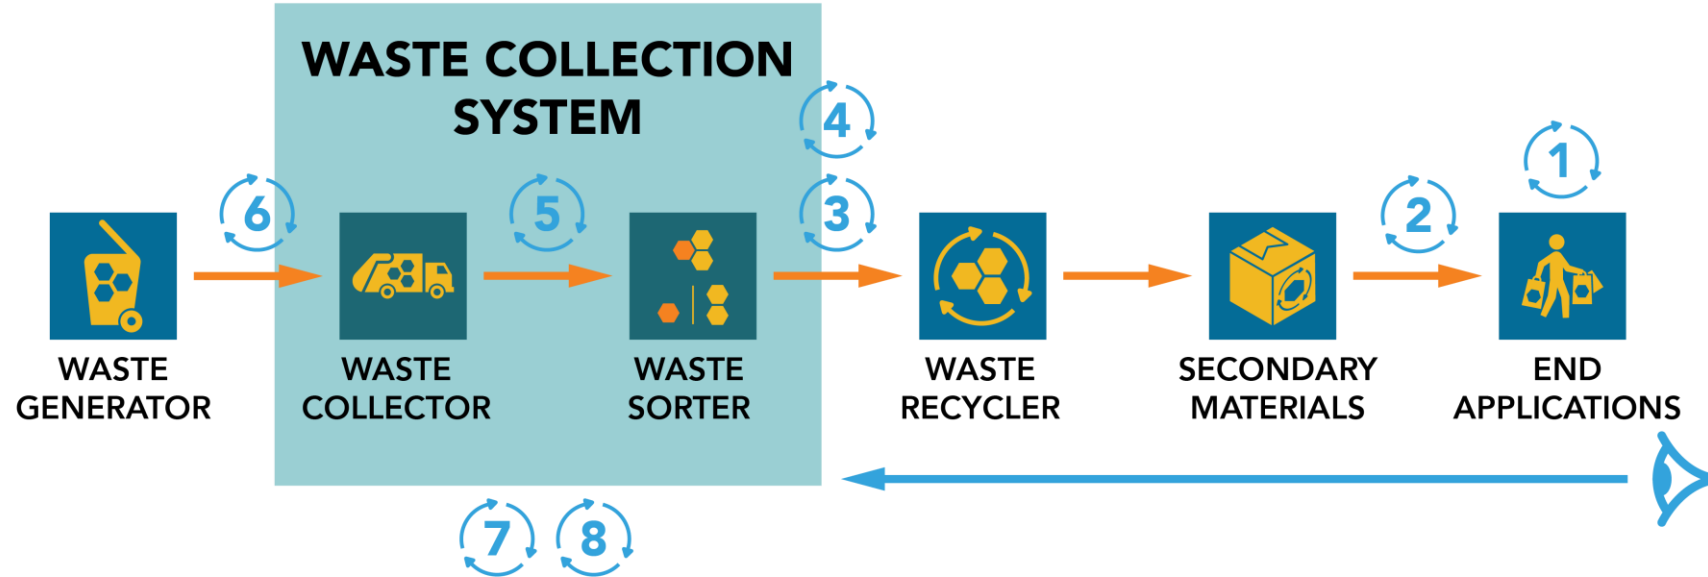 WASTE COLLECTION
SYSTEM
4
1
6
5
3
2
WASTE
GENERATOR
WASTE
COLLECTOR
WASTE
SORTER
WASTE
RECYCLER
SECONDARY
MATERIALS
END
APPLICATIONS
7
8